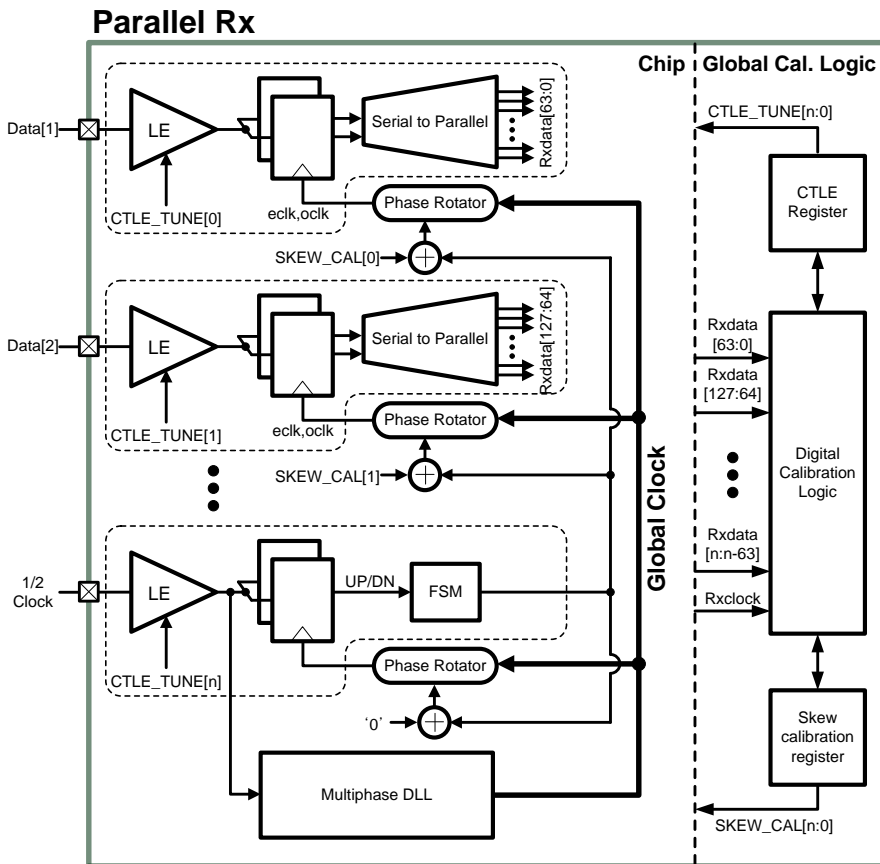 Parallel Rx
Chip
Global Cal. Logic
Data[1]
LE
Serial to Parallel
Rxdata[63:0]
CTLE_TUNE[0]
eclk,oclk
Phase Rotator
SKEW_CAL[0]
Data[2]
LE
Serial to Parallel
Rxdata[127:64]
CTLE_TUNE[1]
eclk,oclk
Phase Rotator
SKEW_CAL[1]
1/2
Clock
LE
UP/DN
FSM
CTLE_TUNE[n]
Phase Rotator
‘0’
Multiphase DLL
Global Clock
CTLE_TUNE[n:0]
CTLE
Register
Rxdata
[63:0]
Rxdata
[127:64]
Rxdata
[n:n-63]
Rxclock
Digital
Calibration
Logic
Skew
calibration
register
SKEW_CAL[n:0]